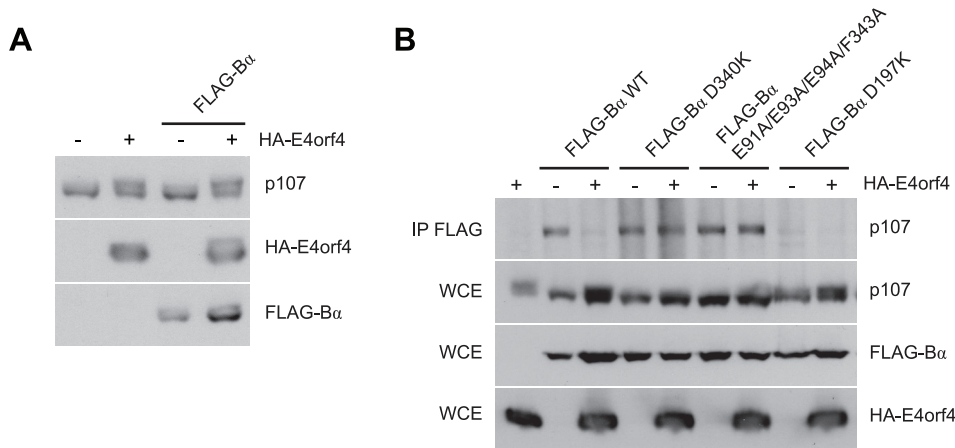 A
FLAG-Bα
- + - + HA-E4orf4
p107
HA-E4orf4
FLAG-Bα
B
FLAG-Bα WT
FLAG-Bα D340K
FLAG-Bα
E91A/E93A/E94A/F343A
FLAG-Bα D197K
+ - + - + - + - + HA-E4orf4
IP FLAG p107
WCE p107
WCE FLAG-Bα
WCE HA-E4orf4